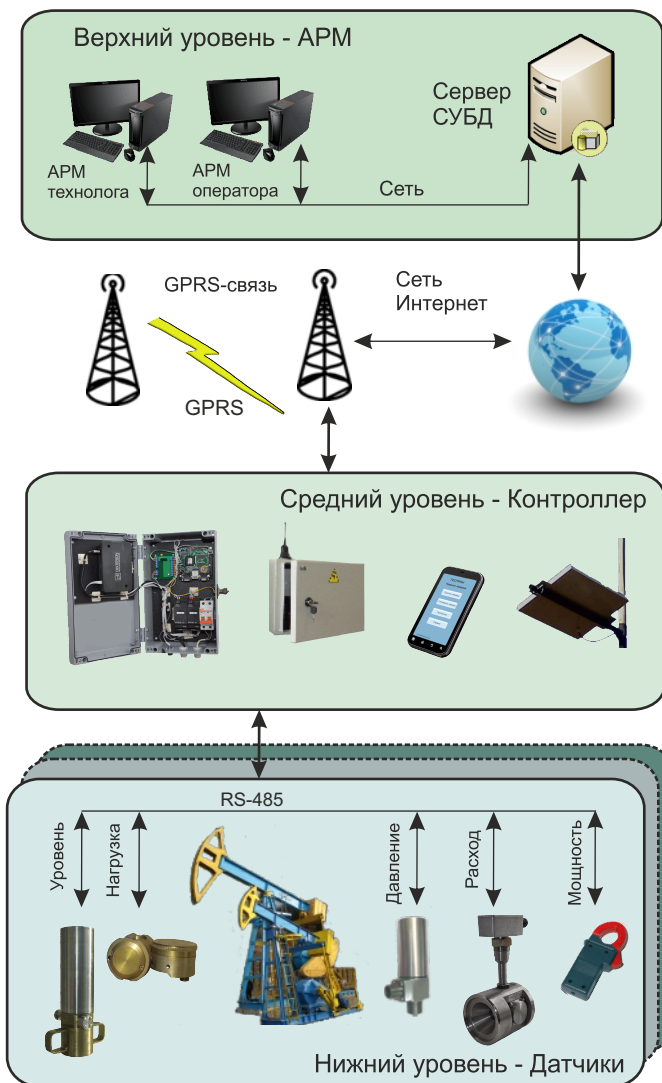 Верхний уровень - АРМ
Сервер
СУБД
АРМ
технолога
АРМ
оператора
Сеть
GPRS-связь
Сеть
Интернет
GPRS
Средний уровень - Контроллер
RS-485
Уровень
Нагрузка
Давление
Расход
Мощность
Нижний уровень - Датчики